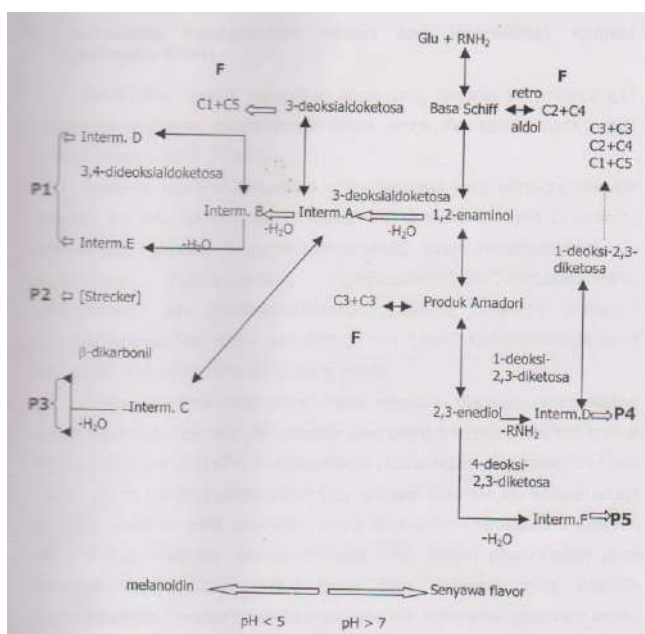 Glu + RNH₂
F
retro
F
C1+C5
3-deoksialdoketosa
Basa Schiff
C2+C4
aldol
C3+C3
C2+C4
C1+C5
Interm. D
3,4-dideoksialdoketosa
P1
3-deoksialdoketosa
Interm. B
Interm.A
1,2-enaminol
-H₂O
-H₂O
Interm.E
-H₂O
1-deoksi-2,3-
diketosa
P2
[Strecker]
C3+C3
Produk Amadori
F
β-dikarbonil
1-deoksi-
2,3-diketosa
P3
Interm. C
-H₂O
2,3-enediol
Interm.D
P4
-RNH₂
4-deoksi-
2,3-diketosa
Interm.F
P5
-H₂O
melanoidin
Senyawa flavor
pH < 5
pH > 7